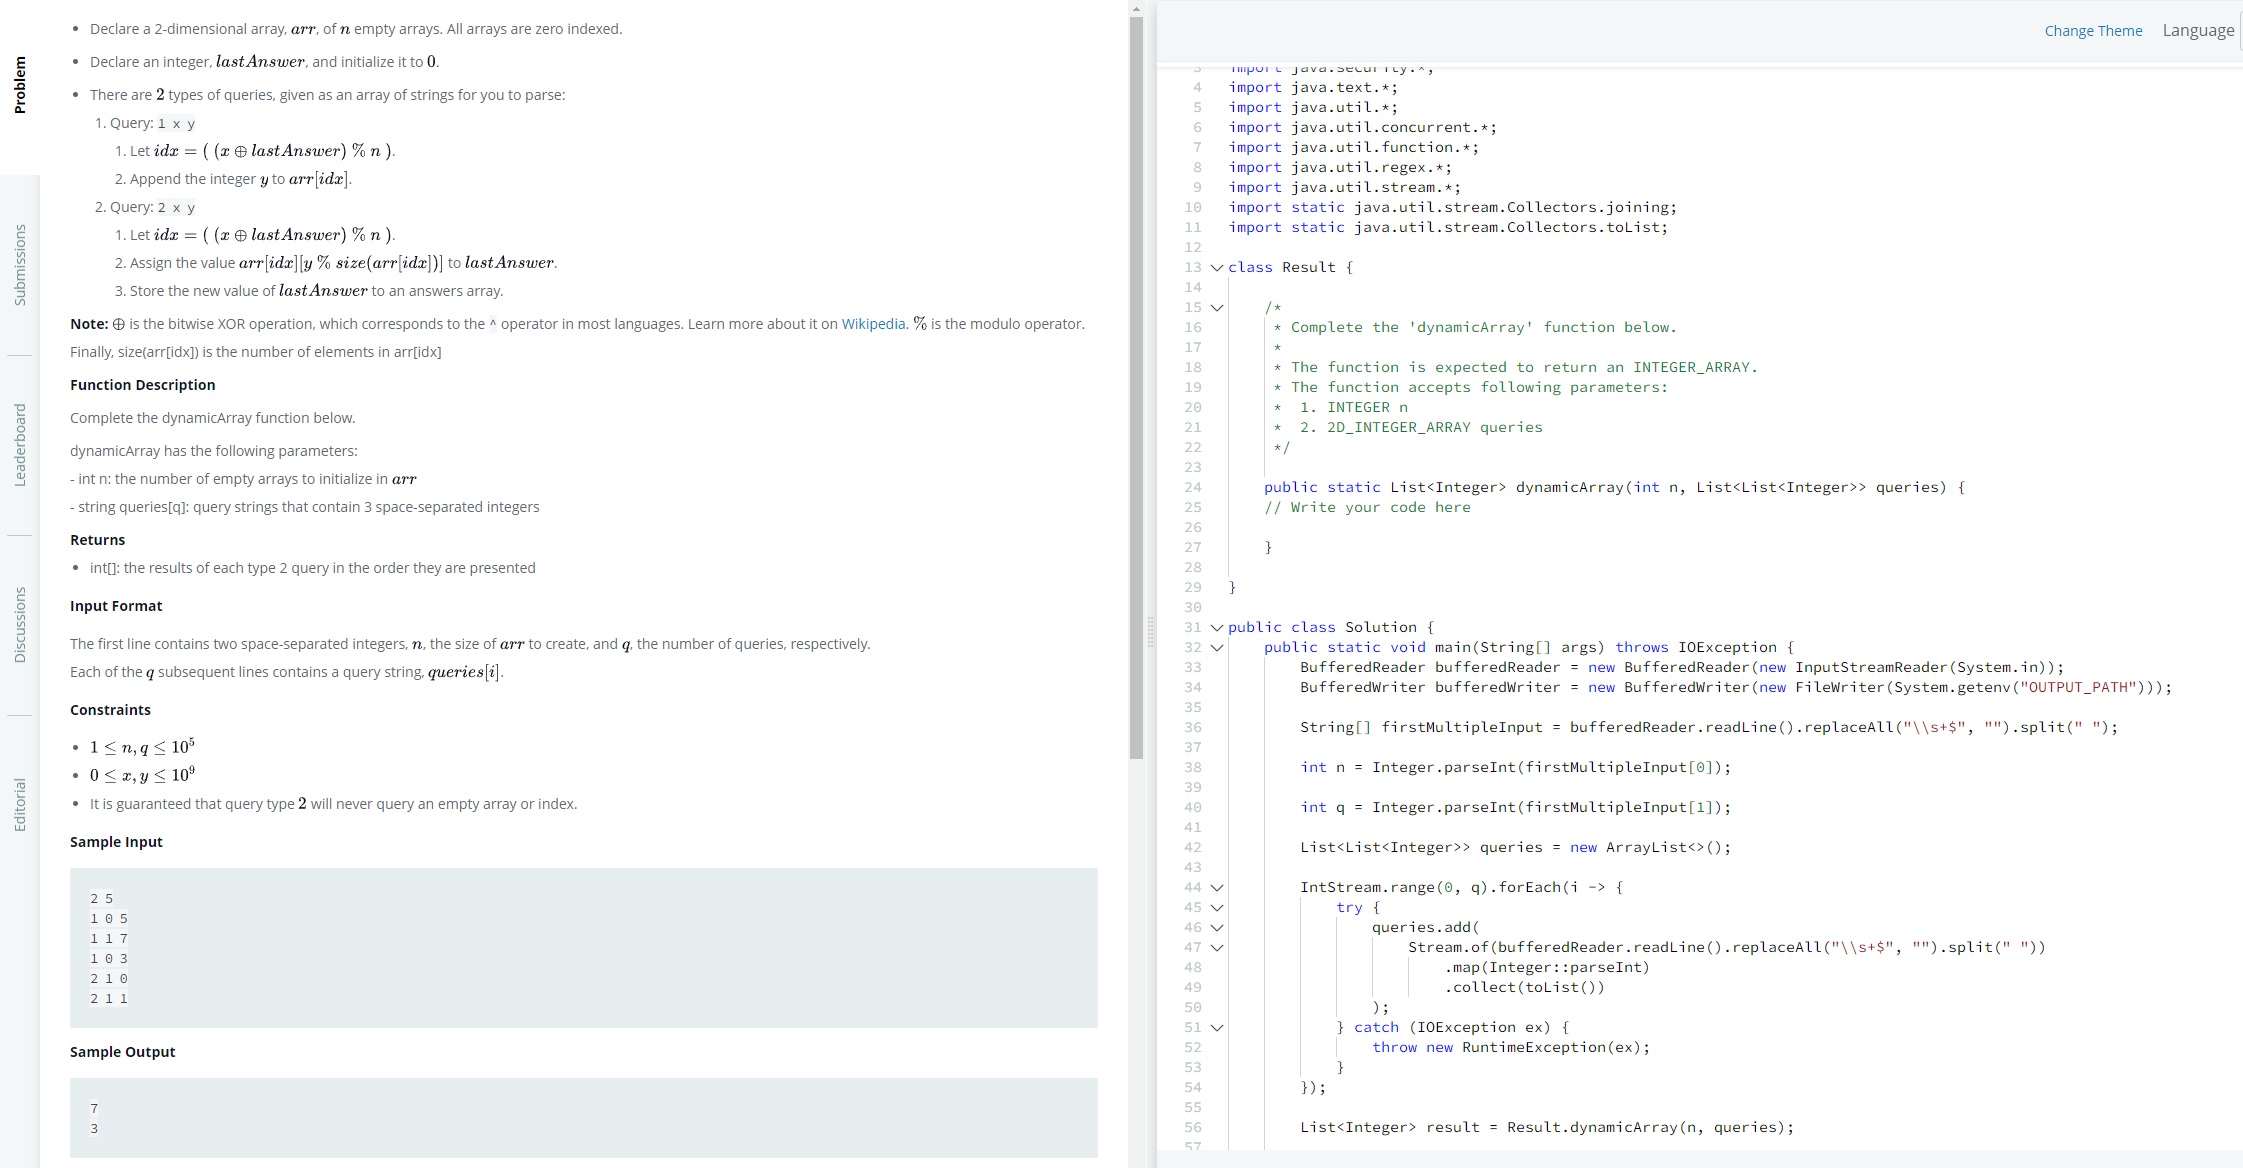 Problem
Submissions
Leaderboard
Discussions
Editorial
• Declare a 2-dimensional array, arr, of n empty arrays. All arrays are zero indexed.
• Declare an integer, lastAnswer, and initialize it to 0.
• There are 2 types of queries, given as an array of strings for you to parse:
1. Query: 1 x y
1. Let idx = ( (x ⊕ lastAnswer) % n ).
2. Append the integer y to arr[idx].
2. Query: 2 x y
1. Let idx = ( (x ⊕ lastAnswer) % n ).
2. Assign the value arr[idx][y % size(arr[idx])] to lastAnswer.
3. Store the new value of lastAnswer to an answers array.
Note: ⊕ is the bitwise XOR operation, which corresponds to the ^ operator in most languages. Learn more about it on Wikipedia. % is the modulo operator.
Finally, size(arr[idx]) is the number of elements in arr[idx]
Function Description
Complete the dynamicArray function below.
dynamicArray has the following parameters:
- int n: the number of empty arrays to initialize in arr
- string queries[q]: query strings that contain 3 space-separated integers
Returns
• int[]: the results of each type 2 query in the order they are presented
Input Format
The first line contains two space-separated integers, n, the size of arr to create, and q, the number of queries, respectively.
Each of the q subsequent lines contains a query string, queries[i].
Constraints
• 1 ≤ n, q ≤ 10⁵
• 0 ≤ x, y ≤ 10⁹
• It is guaranteed that query type 2 will never query an empty array or index.
Sample Input
2 5
1 0 5
1 1 7
1 0 3
2 1 0
2 1 1
Sample Output
7
3
Change Theme Language
3 import java.security.*;
4 import java.text.*;
5 import java.util.*;
6 import java.util.concurrent.*;
7 import java.util.function.*;
8 import java.util.regex.*;
9 import java.util.stream.*;
10 import static java.util.stream.Collectors.joining;
11 import static java.util.stream.Collectors.toList;
12
13 class Result {
14
15 /*
16 * Complete the 'dynamicArray' function below.
17 *
18 * The function is expected to return an INTEGER_ARRAY.
19 * The function accepts following parameters:
20 * 1. INTEGER n
21 * 2. 2D_INTEGER_ARRAY queries
22 */
23
24 public static List<Integer> dynamicArray(int n, List<List<Integer>> queries) {
25 // Write your code here
26
27 }
28
29 }
30
31 public class Solution {
32 public static void main(String[] args) throws IOException {
33 BufferedReader bufferedReader = new BufferedReader(new InputStreamReader(System.in));
34 BufferedWriter bufferedWriter = new BufferedWriter(new FileWriter(System.getenv("OUTPUT_PATH")));
35
36 String[] firstMultipleInput = bufferedReader.readLine().replaceAll("\\s+$", "").split(" ");
37
38 int n = Integer.parseInt(firstMultipleInput[0]);
39
40 int q = Integer.parseInt(firstMultipleInput[1]);
41
42 List<List<Integer>> queries = new ArrayList<>();
43
44 IntStream.range(0, q).forEach(i -> {
45 try {
46 queries.add(
47 Stream.of(bufferedReader.readLine().replaceAll("\\s+$", "").split(" "))
48 .map(Integer::parseInt)
49 .collect(toList())
50 );
51 } catch (IOException ex) {
52 throw new RuntimeException(ex);
53 }
54 });
55
56 List<Integer> result = Result.dynamicArray(n, queries);
57